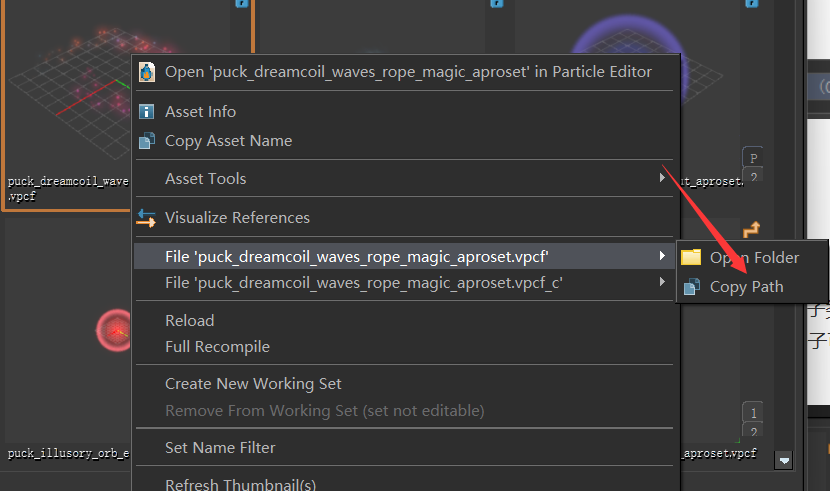 Open 'puck_dreamcoil_waves_rope_magic_aproset' in Particle Editor
Asset Info
Copy Asset Name
Asset Tools
Visualize References
File 'puck_dreamcoil_waves_rope_magic_aproset.vpcf'
File 'puck_dreamcoil_waves_rope_magic_aproset.vpcf_c'
Open Folder
Copy Path
Reload
Full Recompile
Create New Working Set
Remove From Working Set (set not editable)
Set Name Filter
Refresh Thumbnail(s)
puck_dreamcoil_wave
.vpcf
t_aproset.
P
2
puck_illusory_orb_e
_aproset.vpcf
1
2